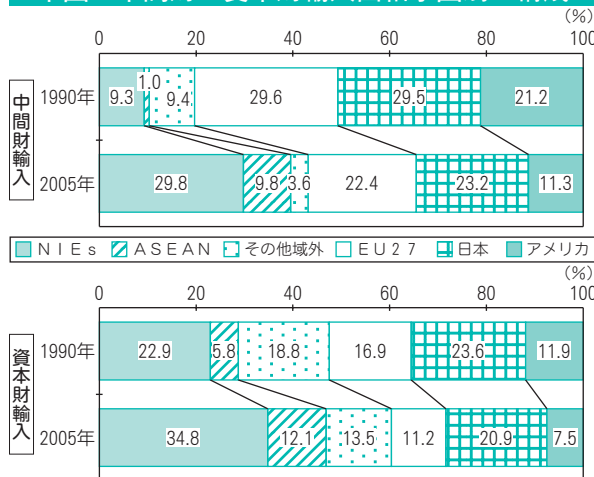 (%)
0 20 40 60 80 100
中間財輸入
1990年 9.3 1.0 9.4 29.6 29.5 21.2
2005年 29.8 9.8 3.6 22.4 23.2 11.3
NIEs ASEAN その他域外 EU27 日本 アメリカ
(%)
0 20 40 60 80 100
資本財輸入
1990年 22.9 5.8 18.8 16.9 23.6 11.9
2005年 34.8 12.1 13.5 11.2 20.9 7.5